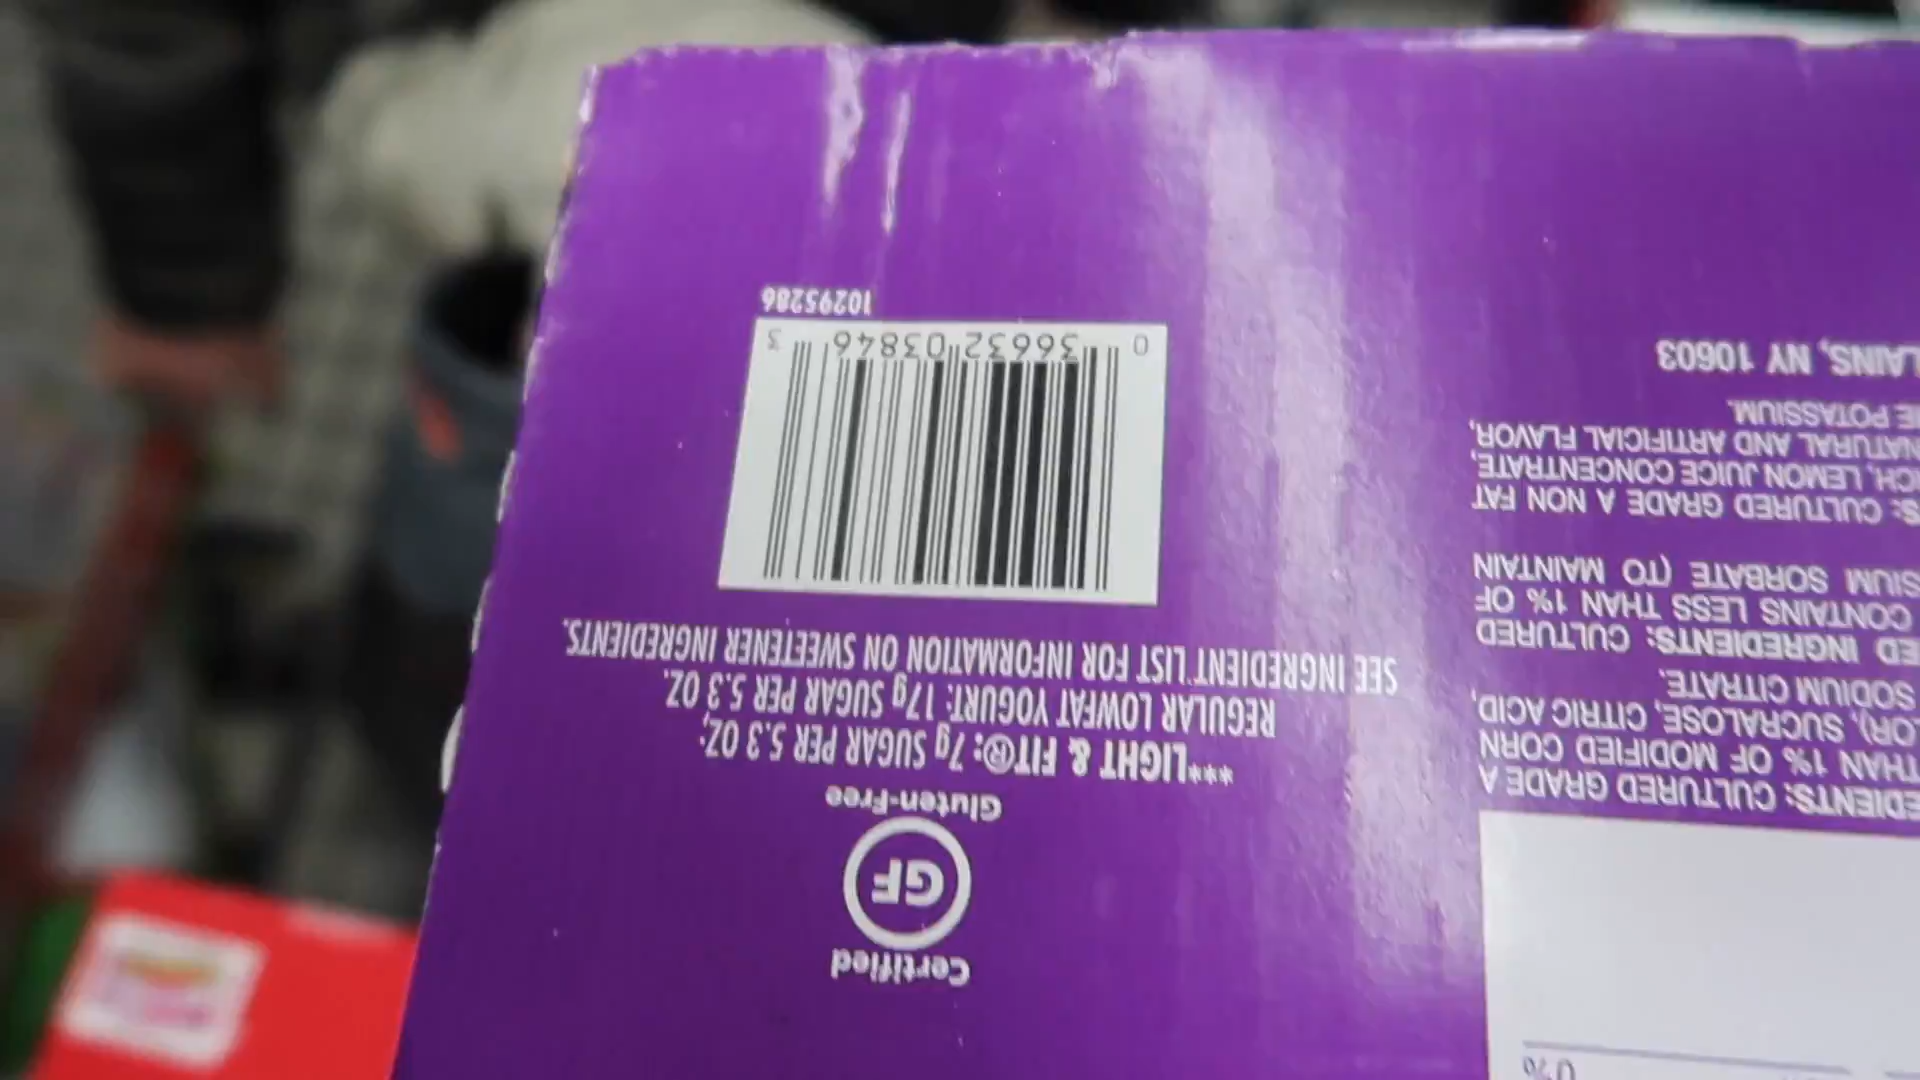 Certified
GF
Gluten-Free
***LIGHT & FIT®: 7g SUGAR PER 5.3 OZ;
REGULAR LOWFAT YOGURT: 17g SUGAR PER 5.3 OZ.
SEE INGREDIENT LIST FOR INFORMATION ON SWEETENER INGREDIENTS.
0 36632 03846 3
10295286
0%
EDIENTS: CULTURED GRADE A
THAN 1% OF MODIFIED CORN
OR), SUCRALOSE, CITRIC ACID,
SODIUM CITRATE.
ED INGREDIENTS: CULTURED
CONTAINS LESS THAN 1% OF
SIUM SORBATE (TO MAINTAIN
S: CULTURED GRADE A NON FAT
CH, LEMON JUICE CONCENTRATE,
NATURAL AND ARTIFICIAL FLAVOR,
E POTASSIUM.
LAINS, NY 10603